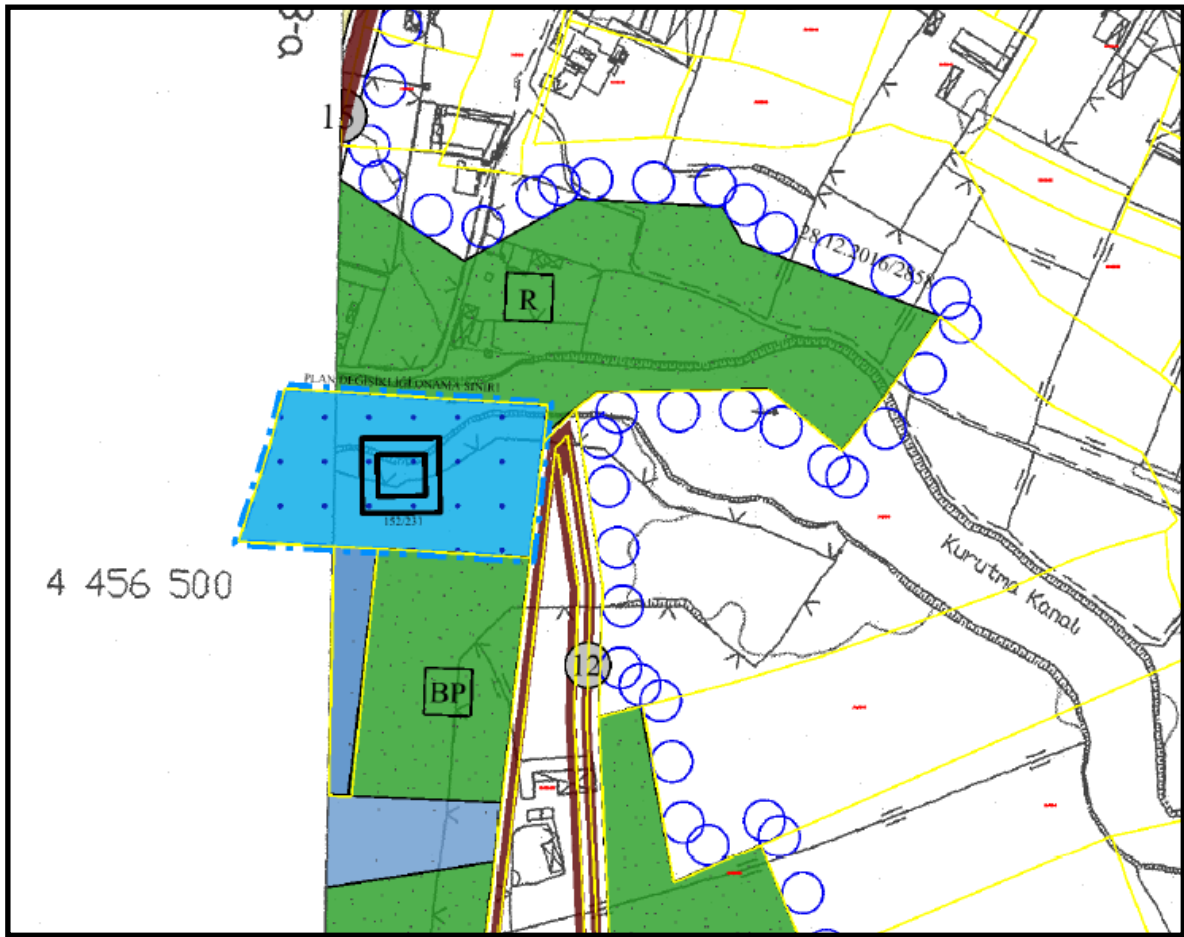 15
28.12.2016/2858
R
PLAN DEĞİŞİKLİĞİ ONAMA SINIRI
152/231
Kurutma Kanalı
4 456 500
12
BP